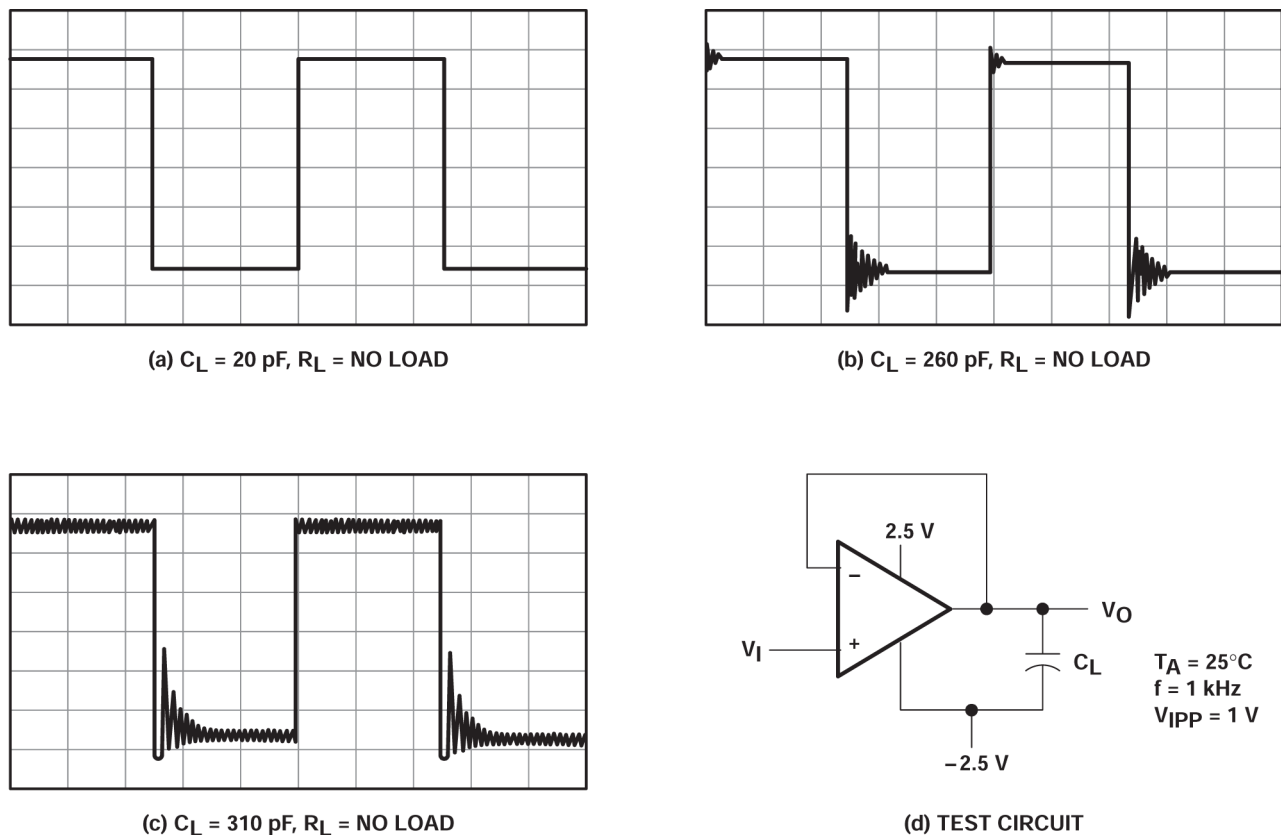 (a) CL = 20 pF, RL = NO LOAD
(b) CL = 260 pF, RL = NO LOAD
(c) CL = 310 pF, RL = NO LOAD
2.5 V
−
+
VI
VO
CL
−2.5 V
TA = 25°C
f = 1 kHz
VIPP = 1 V
(d) TEST CIRCUIT